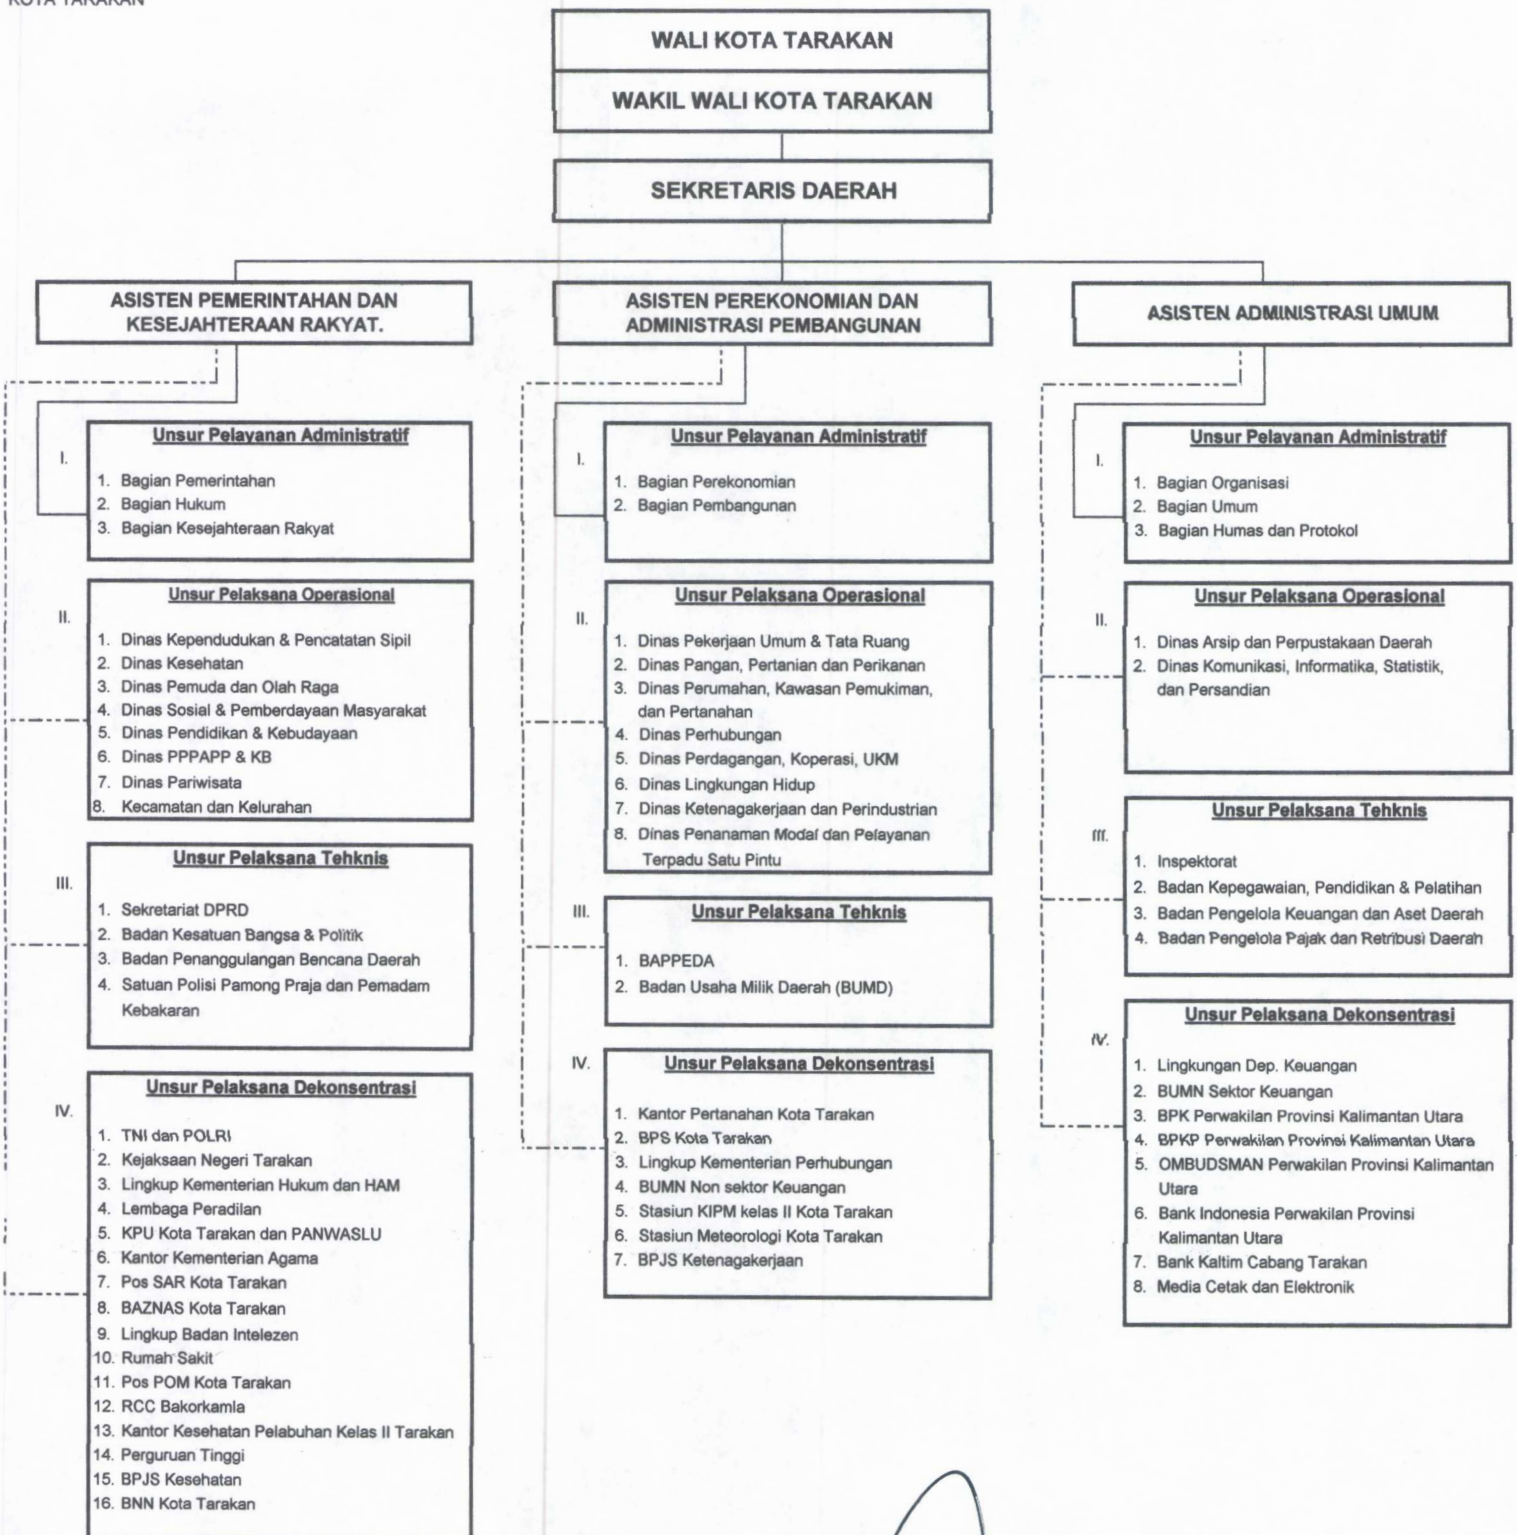 KOTA TARAKAN
WALI KOTA TARAKAN
WAKIL WALI KOTA TARAKAN
SEKRETARIS DAERAH
ASISTEN PEMERINTAHAN DAN
KESEJAHTERAAN RAKYAT.
I.
Unsur Pelayanan Administratif
1. Bagian Pemerintahan
2. Bagian Hukum
3. Bagian Kesejahteraan Rakyat
II.
Unsur Pelaksana Operasional
1. Dinas Kependudukan & Pencatatan Sipil
2. Dinas Kesehatan
3. Dinas Pemuda dan Olah Raga
4. Dinas Sosial & Pemberdayaan Masyarakat
5. Dinas Pendidikan & Kebudayaan
6. Dinas PPPAPP & KB
7. Dinas Pariwisata
8. Kecamatan dan Kelurahan
III.
Unsur Pelaksana Tehknis
1. Sekretariat DPRD
2. Badan Kesatuan Bangsa & Politik
3. Badan Penanggulangan Bencana Daerah
4. Satuan Polisi Pamong Praja dan Pemadam
Kebakaran
IV.
Unsur Pelaksana Dekonsentrasi
1. TNI dan POLRI
2. Kejaksaan Negeri Tarakan
3. Lingkup Kementerian Hukum dan HAM
4. Lembaga Peradilan
5. KPU Kota Tarakan dan PANWASLU
6. Kantor Kementerian Agama
7. Pos SAR Kota Tarakan
8. BAZNAS Kota Tarakan
9. Lingkup Badan Intelezen
10. Rumah Sakit
11. Pos POM Kota Tarakan
12. RCC Bakorkamla
13. Kantor Kesehatan Pelabuhan Kelas II Tarakan
14. Perguruan Tinggi
15. BPJS Kesehatan
16. BNN Kota Tarakan
ASISTEN PEREKONOMIAN DAN
ADMINISTRASI PEMBANGUNAN
I.
Unsur Pelayanan Administratif
1. Bagian Perekonomian
2. Bagian Pembangunan
II.
Unsur Pelaksana Operasional
1. Dinas Pekerjaan Umum & Tata Ruang
2. Dinas Pangan, Pertanian dan Perikanan
3. Dinas Perumahan, Kawasan Pemukiman,
dan Pertanahan
4. Dinas Perhubungan
5. Dinas Perdagangan, Koperasi, UKM
6. Dinas Lingkungan Hidup
7. Dinas Ketenagakerjaan dan Perindustrian
8. Dinas Penanaman Modal dan Pelayanan
Terpadu Satu Pintu
III.
Unsur Pelaksana Tehknis
1. BAPPEDA
2. Badan Usaha Milik Daerah (BUMD)
IV.
Unsur Pelaksana Dekonsentrasi
1. Kantor Pertanahan Kota Tarakan
2. BPS Kota Tarakan
3. Lingkup Kementerian Perhubungan
4. BUMN Non sektor Keuangan
5. Stasiun KIPM kelas II Kota Tarakan
6. Stasiun Meteorologi Kota Tarakan
7. BPJS Ketenagakerjaan
ASISTEN ADMINISTRASI UMUM
I.
Unsur Pelayanan Administratif
1. Bagian Organisasi
2. Bagian Umum
3. Bagian Humas dan Protokol
II.
Unsur Pelaksana Operasional
1. Dinas Arsip dan Perpustakaan Daerah
2. Dinas Komunikasi, Informatika, Statistik,
dan Persandian
III.
Unsur Pelaksana Tehknis
1. Inspektorat
2. Badan Kepegawaian, Pendidikan & Pelatihan
3. Badan Pengelola Keuangan dan Aset Daerah
4. Badan Pengelola Pajak dan Retribusi Daerah
IV.
Unsur Pelaksana Dekonsentrasi
1. Lingkungan Dep. Keuangan
2. BUMN Sektor Keuangan
3. BPK Perwakilan Provinsi Kalimantan Utara
4. BPKP Perwakilan Provinsi Kalimantan Utara
5. OMBUDSMAN Perwakilan Provinsi Kalimantan
Utara
6. Bank Indonesia Perwakilan Provinsi
Kalimantan Utara
7. Bank Kaltim Cabang Tarakan
8. Media Cetak dan Elektronik